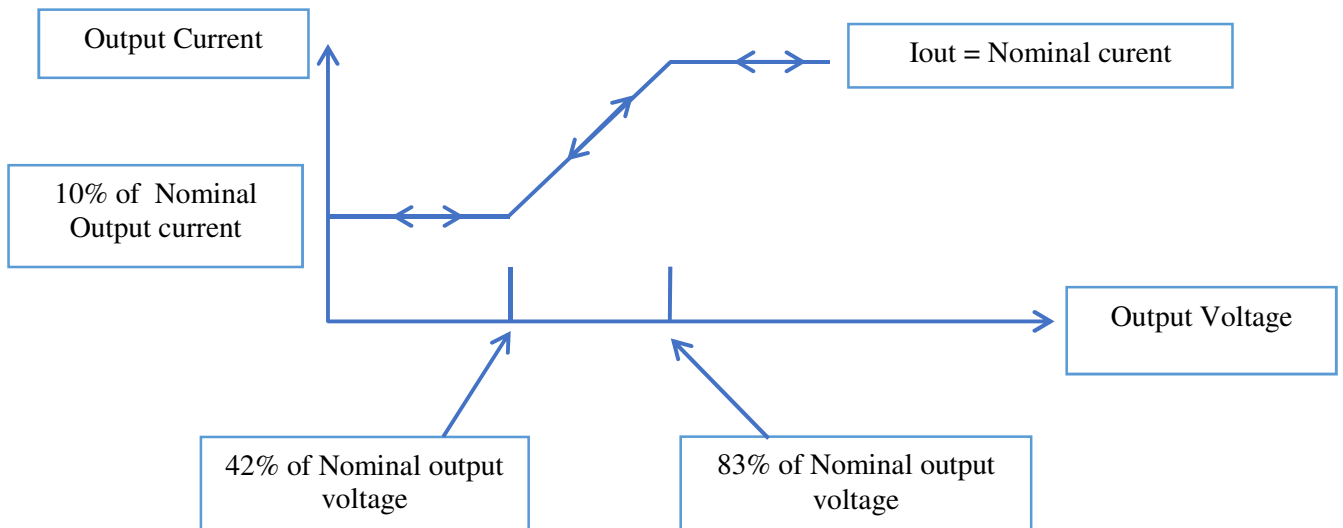 Output Current
Iout = Nominal curent
10% of  Nominal
Output current
Output Voltage
42% of Nominal output
voltage
83% of Nominal output
voltage